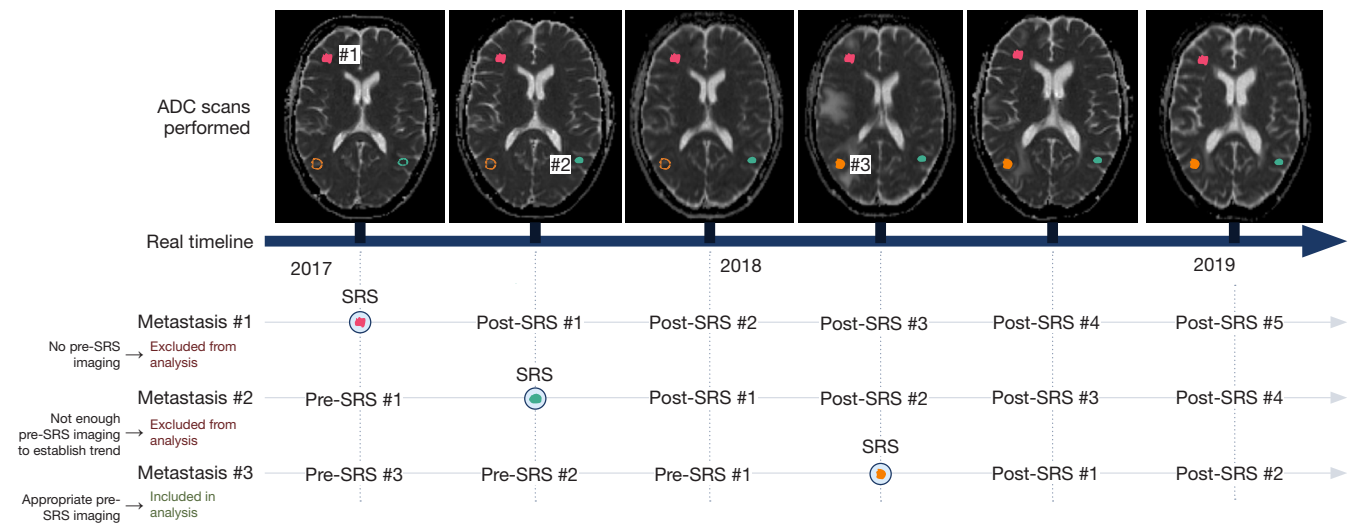 #1
#2
#3
ADC scans
performed
Real timeline
2017
2018
2019
SRS
Metastasis #1
Post-SRS #1
Post-SRS #2
Post-SRS #3
Post-SRS #4
Post-SRS #5
No pre-SRS
imaging
→
Excluded from
analysis
SRS
Metastasis #2
Pre-SRS #1
Post-SRS #1
Post-SRS #2
Post-SRS #3
Post-SRS #4
Not enough
pre-SRS imaging
to establish trend
→
Excluded from
analysis
SRS
Metastasis #3
Pre-SRS #3
Pre-SRS #2
Pre-SRS #1
Post-SRS #1
Post-SRS #2
Appropriate pre-
SRS imaging
→
Included in
analysis